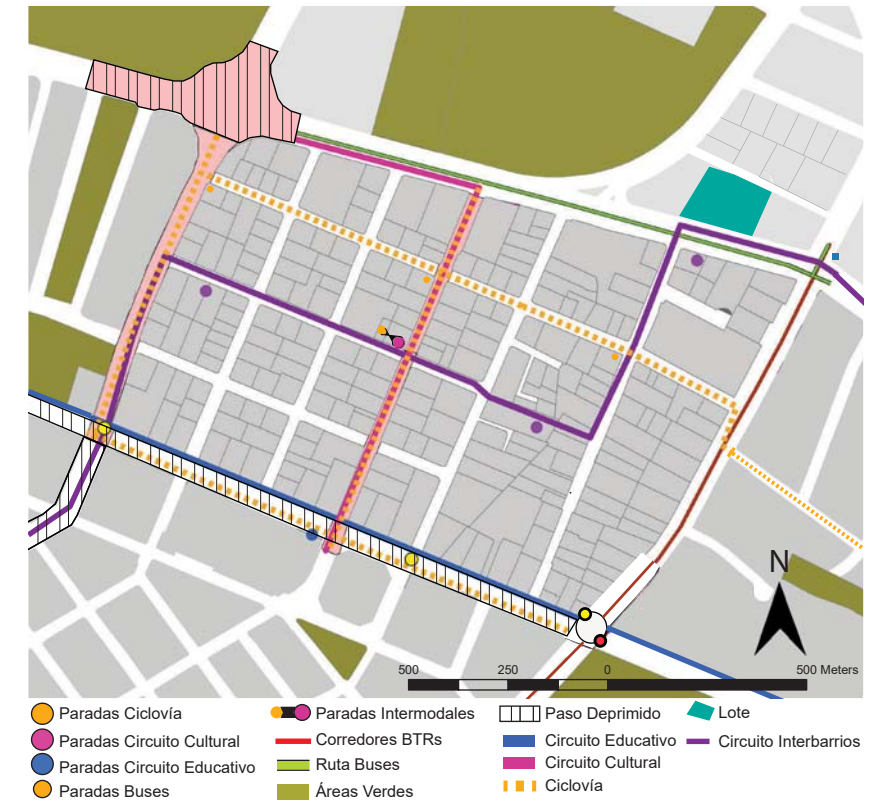 N
500 250 0 500 Meters
Paradas Ciclovía
Paradas Circuito Cultural
Paradas Circuito Educativo
Paradas Buses
Paradas Intermodales
Corredores BTRs
Ruta Buses
Áreas Verdes
Paso Deprimido
Circuito Educativo
Circuito Cultural
Ciclovía
Lote
Circuito Interbarrios